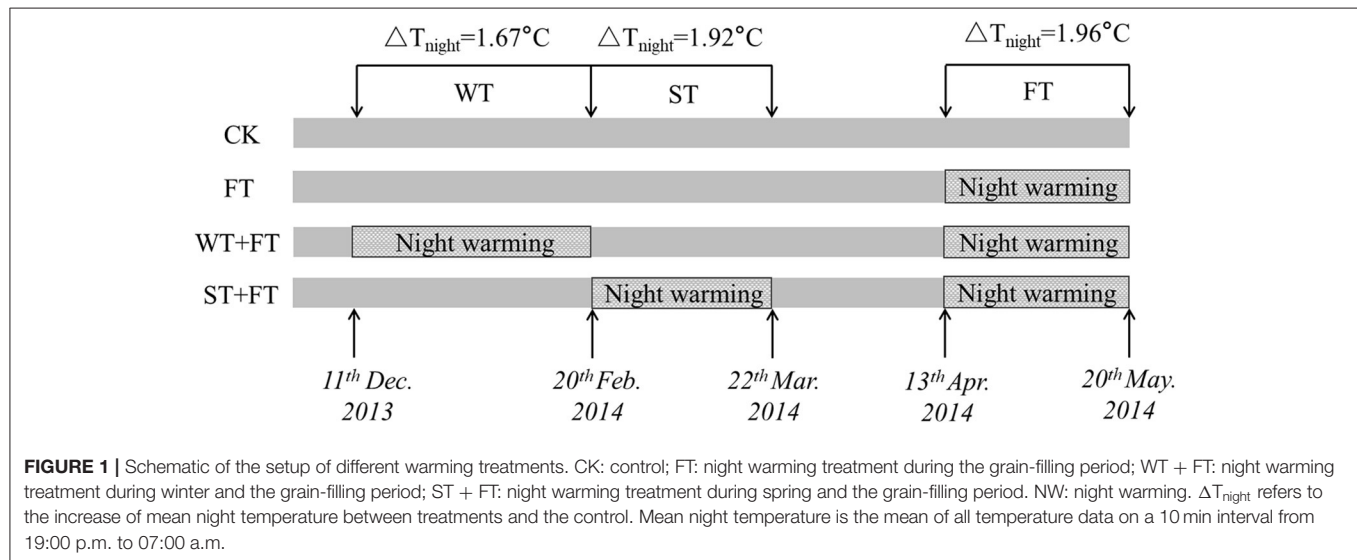 △Tnight=1.67°C △Tnight=1.92°C △Tnight=1.96°C
WT ST FT
CK
FT Night warming
WT+FT Night warming Night warming
ST+FT Night warming Night warming
11th Dec. 20th Feb. 22th Mar. 13th Apr. 20th May.
2013 2014 2014 2014 2014
FIGURE 1 | Schematic of the setup of different warming treatments. CK: control; FT: night warming treatment during the grain-filling period; WT + FT: night warming
treatment during winter and the grain-filling period; ST + FT: night warming treatment during spring and the grain-filling period. NW: night warming. ΔTnight refers to
the increase of mean night temperature between treatments and the control. Mean night temperature is the mean of all temperature data on a 10 min interval from
19:00 p.m. to 07:00 a.m.